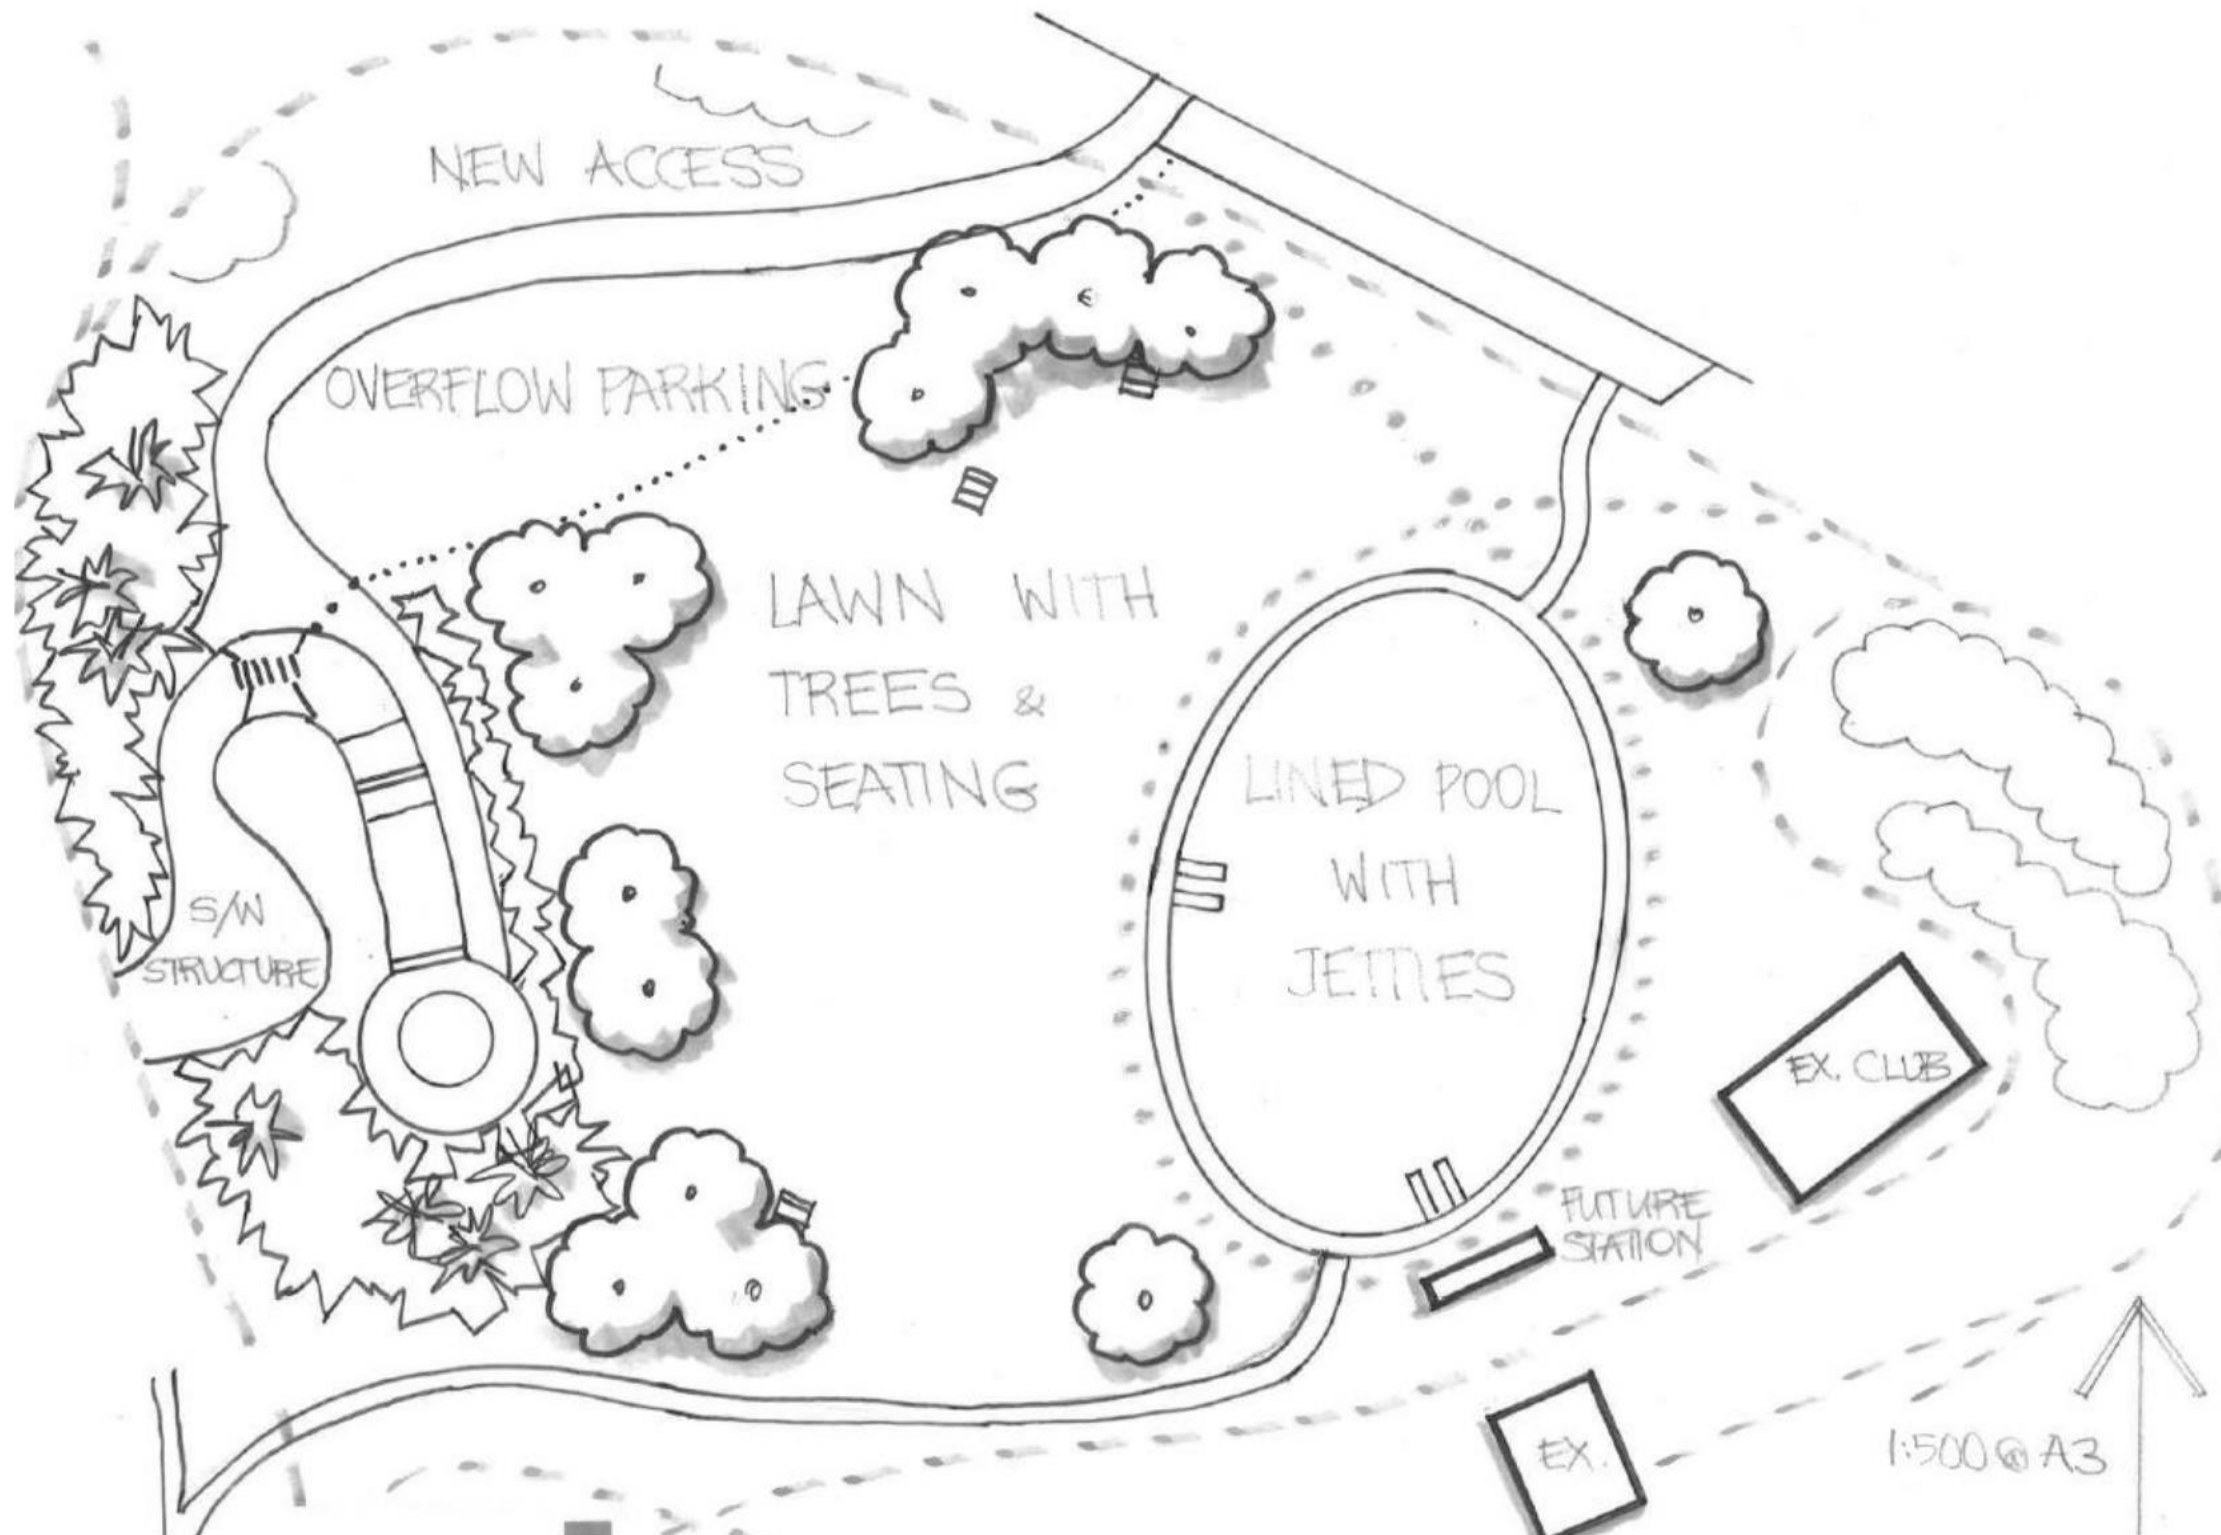 NEW ACCESS
OVERFLOW PARKING
LAWN WITH
TREES &
SEATING
LINED POOL
WITH
JETTIES
S/W
STRUCTURE
EX. CLUB
FUTURE
STATION
EX.
1:500 @ A3